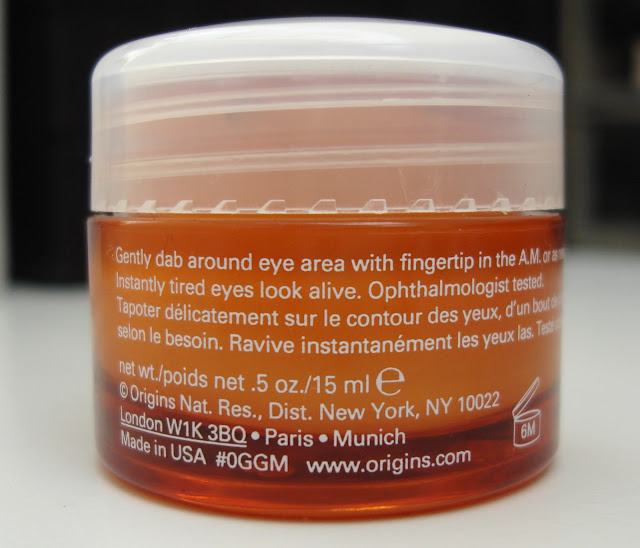 Gently dab around eye area with fingertip in the A.M. or as
Instantly tired eyes look alive. Ophthalmologist tested.
Tapoter délicatement sur le contour des yeux, d'un bout de
selon le besoin. Ravive instantanément les yeux las.
net wt./poids net .5 oz./15 ml ℮
© Origins Nat. Res., Dist. New York, NY 10022
London W1K 3BQ • Paris • Munich
Made in USA #0GGM www.origins.com
6M